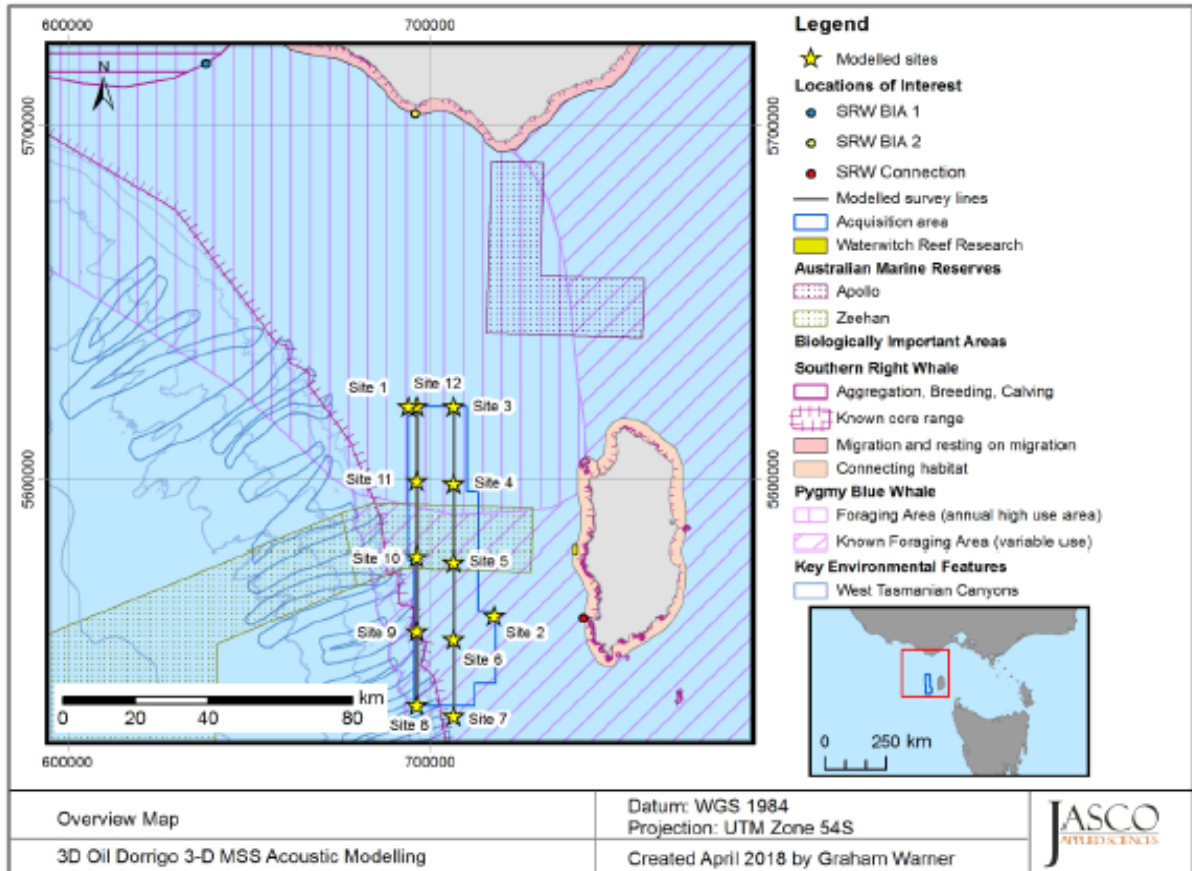 600000
700000
5700000
5700000
5600000
5600000
N
Site 1
Site 12
Site 3
Site 11
Site 4
Site 10
Site 5
Site 9
Site 2
Site 6
Site 8
Site 7
km
0 20 40 80
600000
700000
Legend
Modelled sites
Locations of Interest
SRW BIA 1
SRW BIA 2
SRW Connection
Modelled survey lines
Acquisition area
Waterwitch Reef Research
Australian Marine Reserves
Apollo
Zeehan
Biologically Important Areas
Southern Right Whale
Aggregation, Breeding, Calving
Known core range
Migration and resting on migration
Connecting habitat
Pygmy Blue Whale
Foraging Area (annual high use area)
Known Foraging Area (variable use)
Key Environmental Features
West Tasmanian Canyons
0 250 km
Overview Map
3D Oil Dorrigo 3-D MSS Acoustic Modelling
Datum: WGS 1984
Projection: UTM Zone 54S
Created April 2018 by Graham Warner
JASCO
APPLIED SCIENCES